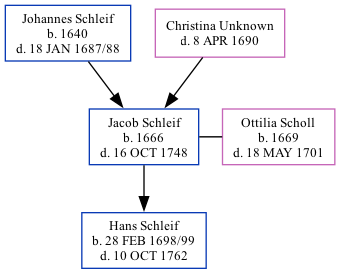 Johannes Schleif
b. 1640
d. 18 JAN 1687/88
Christina Unknown
d. 8 APR 1690
Jacob Schleif
b. 1666
d. 16 OCT 1748
Ottilia Scholl
b. 1669
d. 18 MAY 1701
Hans Schleif
b. 28 FEB 1698/99
d. 10 OCT 1762